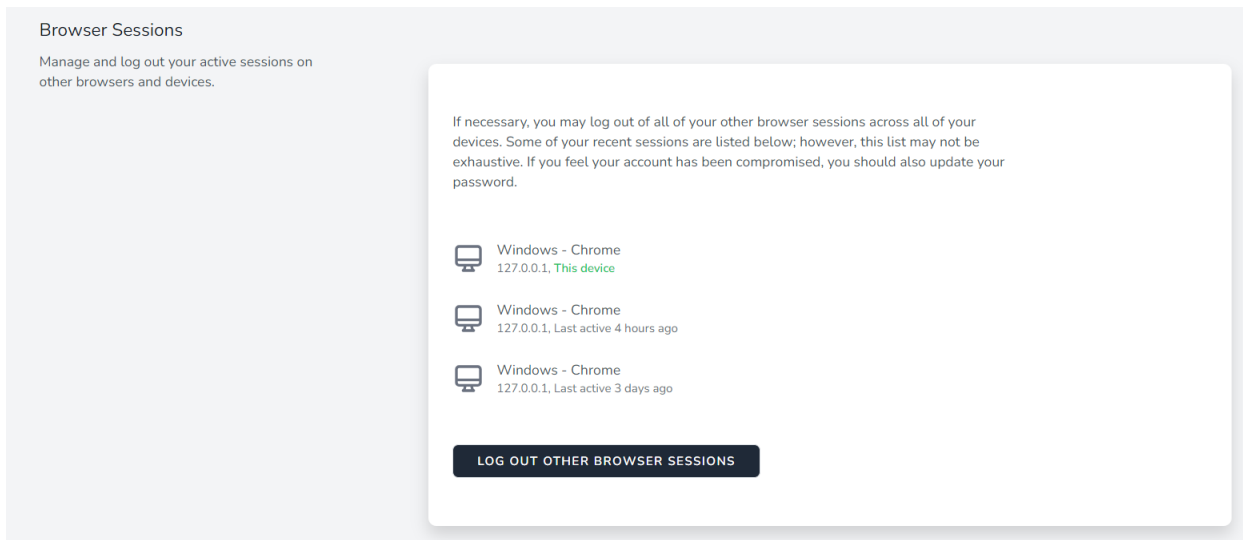 Browser Sessions
Manage and log out your active sessions on
other browsers and devices.
If necessary, you may log out of all of your other browser sessions across all of your
devices. Some of your recent sessions are listed below; however, this list may not be
exhaustive. If you feel your account has been compromised, you should also update your
password.
Windows - Chrome
127.0.0.1, This device
Windows - Chrome
127.0.0.1, Last active 4 hours ago
Windows - Chrome
127.0.0.1, Last active 3 days ago
LOG OUT OTHER BROWSER SESSIONS